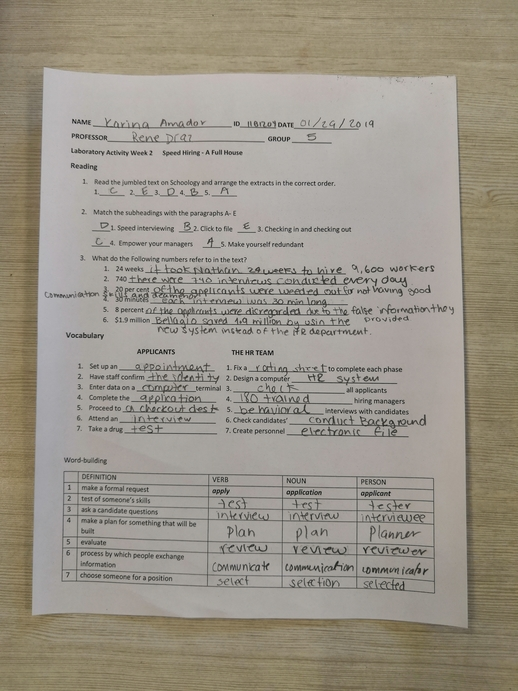 NAME Karina Amador ID 1181209 DATE 01/29/2019
PROFESSOR Rene Diaz GROUP 5
Laboratory Activity Week 2 Speed Hiring - A Full House
Reading
1. Read the jumbled text on Schoology and arrange the extracts in the correct order.
1. C 2. E 3. D 4. B 5. A
2. Match the subheadings with the paragraphs A- E
D 1. Speed interviewing B 2. Click to file E 3. Checking in and checking out
C 4. Empower your managers A 5. Make yourself redundant
3. What do the Following numbers refer to in the text?
1. 24 weeks it took Nathan 24 weeks to hire 9,600 workers
2. 740 there were 740 interviews conducted every day
3. 20 per cent of the applicants were weeded out for not having good
Communication skills and
4. 30 minutes Each interview was 30 min long
5. 8 percent of the applicants were disregarded due to the false information they provided
6. $1.9 million Bellagio saved 1.9 million by usin the
new system instead of the HR department.
Vocabulary
APPLICANTS THE HR TEAM
1. Set up an appointment 1. Fix a rating sheet to complete each phase
2. Have staff confirm the identity 2. Design a computer HR system
3. Enter data on a computer terminal 3. check all applicants
4. Complete the application 4. 180 trained hiring managers
5. Proceed to a checkout desk 5. behavioral interviews with candidates
6. Attend an interview 6. Check candidates' conduct Background
7. Take a drug test 7. Create personnel electronic file
Word-building
DEFINITION VERB NOUN PERSON
1 make a formal request apply application applicant
2 test of someone's skills test test tester
3 ask a candidate questions interview interview interviewee
4 make a plan for something that will be built Plan plan Planner
5 evaluate review review reviewer
6 process by which people exchange information communicate communication communicator
7 choose someone for a position select selection selected